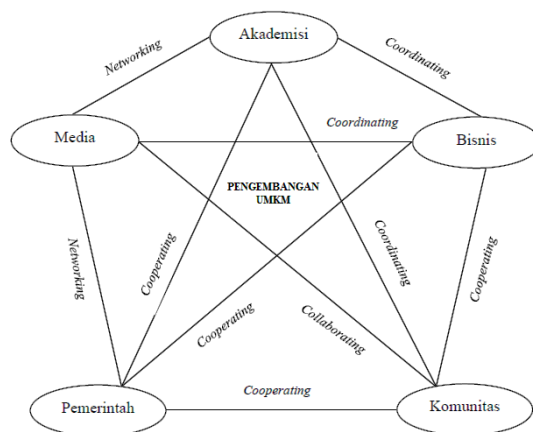 Akademisi
Networking
Coordinating
Media
Coordinating
Bisnis
PENGEMBANGAN
UMKM
Networking
Cooperating
Coordinating
Cooperating
Cooperating
Collaborating
Pemerintah
Cooperating
Komunitas